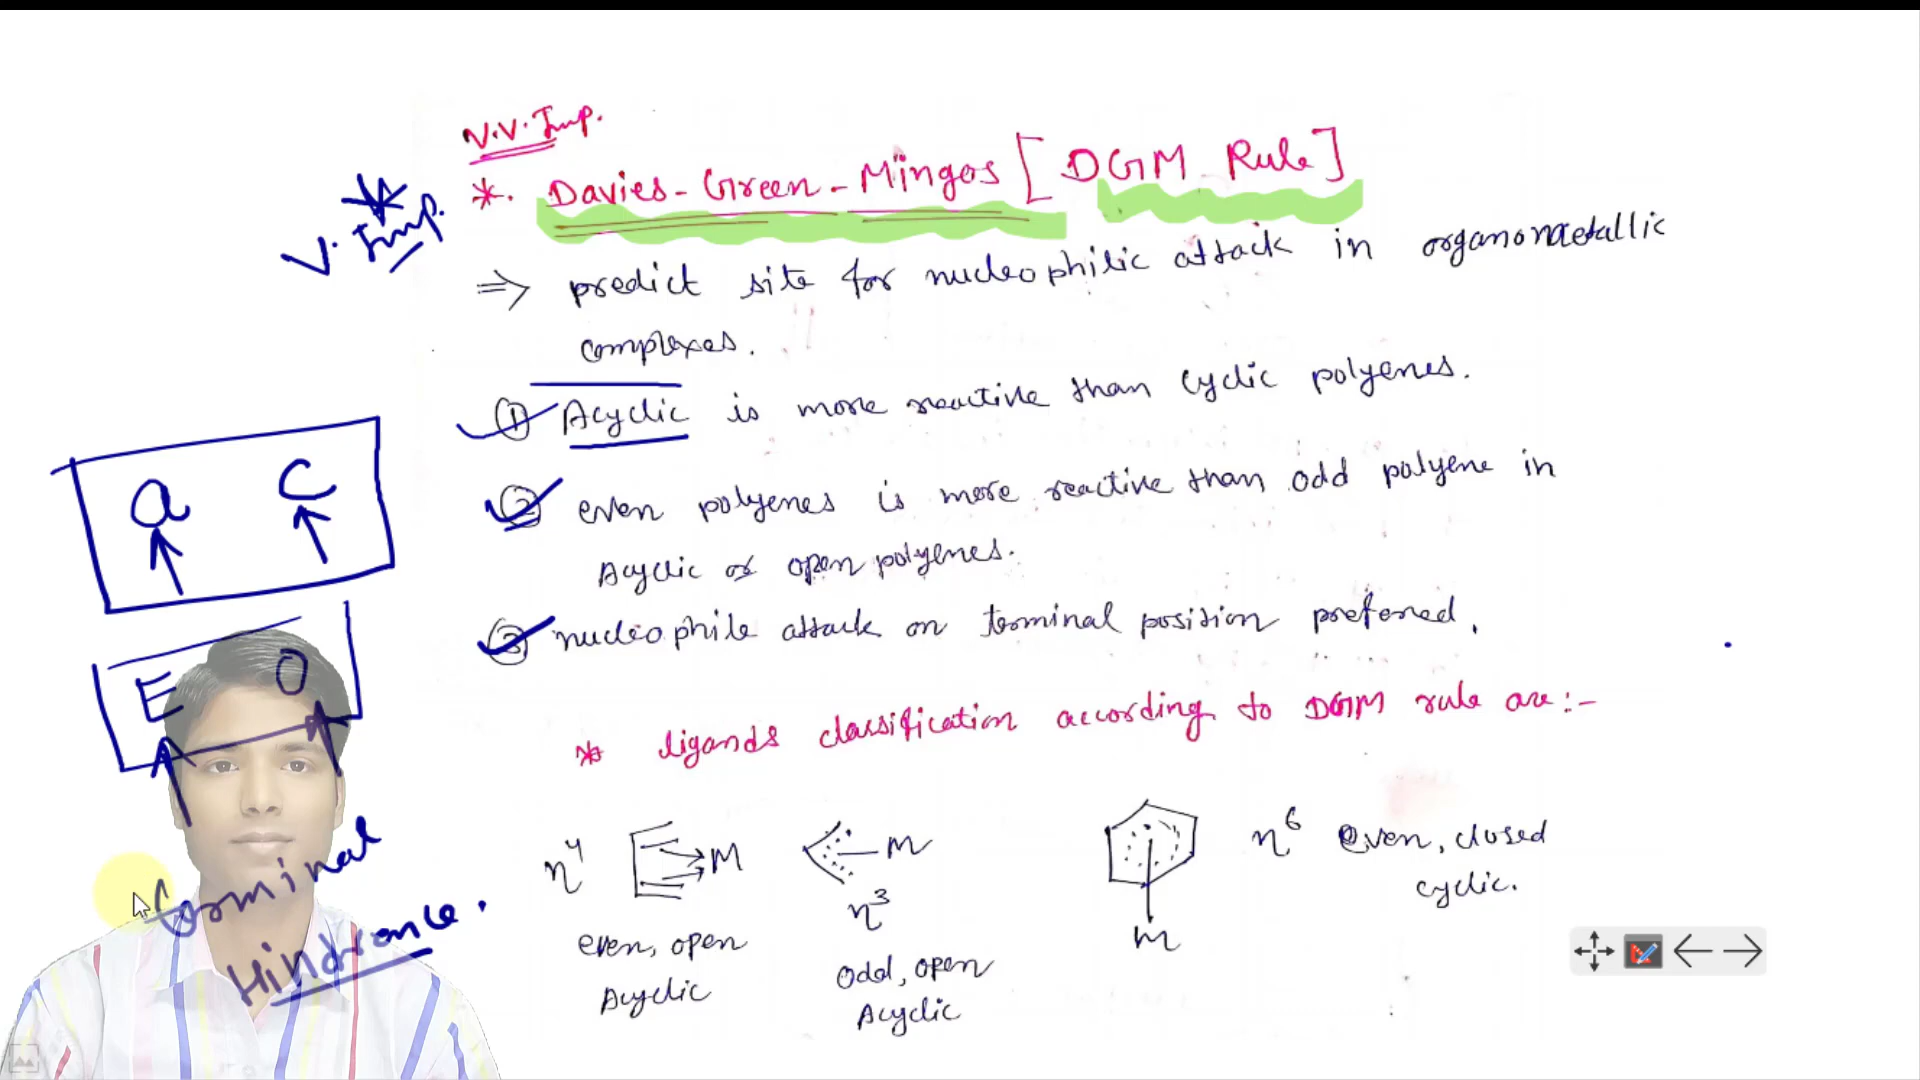 V.V. Imp.
*. Davies-Green-Mingos [DGM Rule]
V. Imp.
⇒ predict site for nucleophilic attack in organometallic
complexes.
① Acyclic is more reactive than cyclic polyenes.
② even polyenes is more reactive than odd polyene in
Acyclic or open polyenes.
③ nucleophile attack on terminal position preferred.
a C
E O
Terminal
Hindrance.
* ligands classification according to DGM rule are:-
η4 M
even, open
Acyclic
M
η3
odd, open
Acyclic
M
η6 even, closed
cyclic.